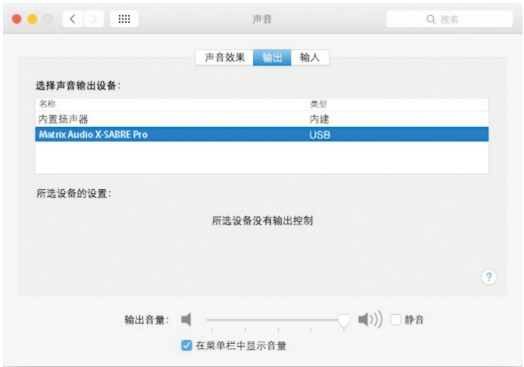 声音
搜索
声音效果 输出 输入
选择声音输出设备:
名称 类型
内置扬声器 内建
Matrix Audio X-SABRE Pro USB
所选设备的设置:
所选设备没有输出控制
?
输出音量: 静音
在菜单栏中显示音量